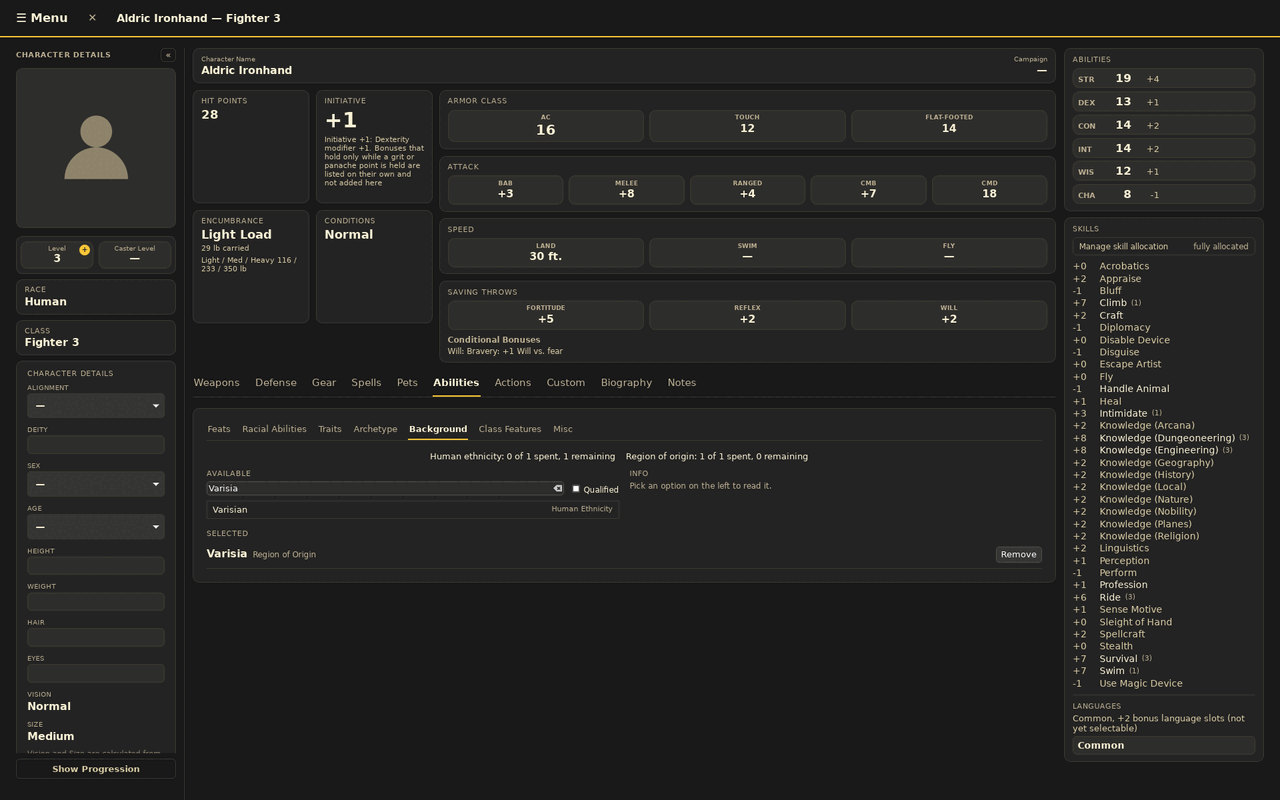 ☰ Menu ✕ Aldric Ironhand — Fighter 3
CHARACTER DETAILS «
Level
3
+
Caster Level
—
RACE
Human
CLASS
Fighter 3
CHARACTER DETAILS
ALIGNMENT
—
DEITY
SEX
—
AGE
—
HEIGHT
WEIGHT
HAIR
EYES
VISION
Normal
SIZE
Medium
Vision and Size are calculated from
Show Progression
Character Name
Aldric Ironhand
Campaign
—
HIT POINTS
28
INITIATIVE
+1
Initiative +1: Dexterity
modifier +1. Bonuses that
hold only while a grit or
panache point is held are
listed on their own and
not added here
ENCUMBRANCE
Light Load
29 lb carried
Light / Med / Heavy 116 /
233 / 350 lb
CONDITIONS
Normal
ARMOR CLASS
AC
16
TOUCH
12
FLAT-FOOTED
14
ATTACK
BAB
+3
MELEE
+8
RANGED
+4
CMB
+7
CMD
18
SPEED
LAND
30 ft.
SWIM
—
FLY
—
SAVING THROWS
FORTITUDE
+5
REFLEX
+2
WILL
+2
Conditional Bonuses
Will: Bravery: +1 Will vs. fear
Weapons Defense Gear Spells Pets Abilities Actions Custom Biography Notes
Feats Racial Abilities Traits Archetype Background Class Features Misc
Human ethnicity: 0 of 1 spent, 1 remaining Region of origin: 1 of 1 spent, 0 remaining
AVAILABLE
Varisia Qualified
Varisian Human Ethnicity
INFO
Pick an option on the left to read it.
SELECTED
Varisia Region of Origin Remove
ABILITIES
STR 19 +4
DEX 13 +1
CON 14 +2
INT 14 +2
WIS 12 +1
CHA 8 -1
SKILLS
Manage skill allocation fully allocated
+0 Acrobatics
+2 Appraise
-1 Bluff
+7 Climb (1)
+2 Craft
-1 Diplomacy
+0 Disable Device
-1 Disguise
+0 Escape Artist
+0 Fly
-1 Handle Animal
+1 Heal
+3 Intimidate (1)
+2 Knowledge (Arcana)
+8 Knowledge (Dungeoneering) (3)
+8 Knowledge (Engineering) (3)
+2 Knowledge (Geography)
+2 Knowledge (History)
+2 Knowledge (Local)
+2 Knowledge (Nature)
+2 Knowledge (Nobility)
+2 Knowledge (Planes)
+2 Knowledge (Religion)
+2 Linguistics
+1 Perception
-1 Perform
+1 Profession
+6 Ride (3)
+1 Sense Motive
+0 Sleight of Hand
+2 Spellcraft
+0 Stealth
+7 Survival (3)
+7 Swim (1)
-1 Use Magic Device
LANGUAGES
Common, +2 bonus language slots (not
yet selectable)
Common